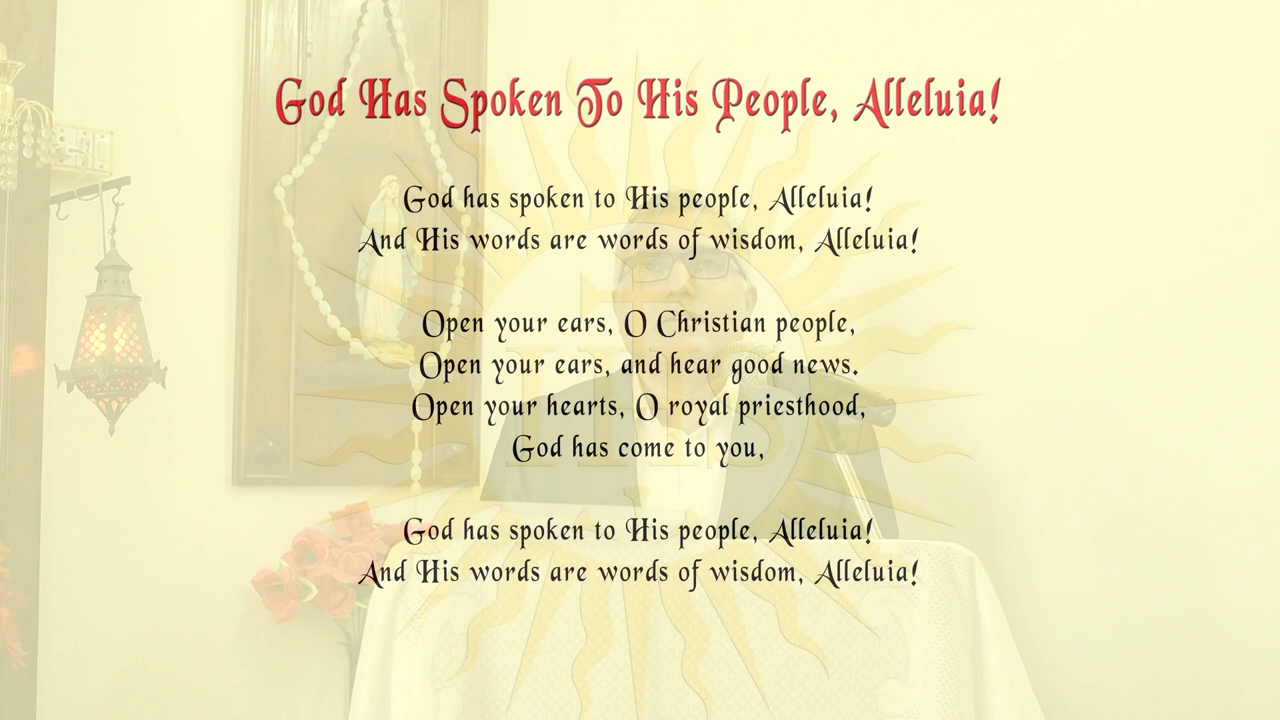 God Has Spoken To His People, Alleluia!
God has spoken to His people, Alleluia!
And His words are words of wisdom, Alleluia!
Open your ears, O Christian people,
Open your ears, and hear good news.
Open your hearts, O royal priesthood,
God has come to you,
God has spoken to His people, Alleluia!
And His words are words of wisdom, Alleluia!
IHS